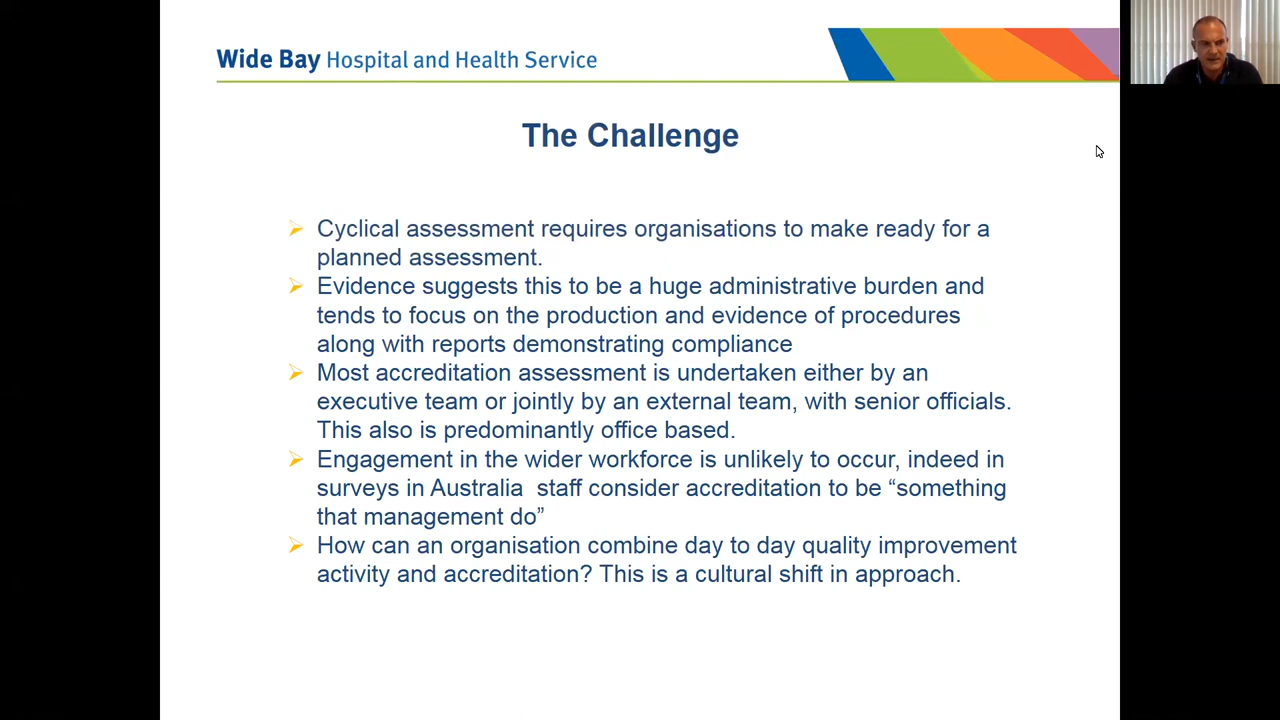 Wide Bay Hospital and Health Service
The Challenge
Cyclical assessment requires organisations to make ready for a
planned assessment.
Evidence suggests this to be a huge administrative burden and
tends to focus on the production and evidence of procedures
along with reports demonstrating compliance
Most accreditation assessment is undertaken either by an
executive team or jointly by an external team, with senior officials.
This also is predominantly office based.
Engagement in the wider workforce is unlikely to occur, indeed in
surveys in Australia  staff consider accreditation to be “something
that management do”
How can an organisation combine day to day quality improvement
activity and accreditation? This is a cultural shift in approach.